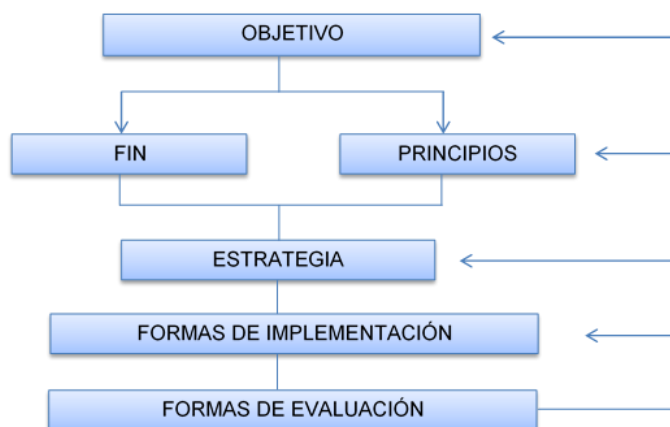 OBJETIVO
FIN
PRINCIPIOS
ESTRATEGIA
FORMAS DE IMPLEMENTACIÓN
FORMAS DE EVALUACIÓN